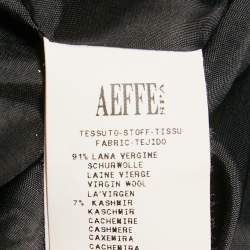 AEFFE SPA
TESSUTO-STOFF-TISSU
FABRIC-TEJIDO
91% LANA VERGINE
SCHURWOLLE
LAINE VIERGE
VIRGIN WOOL
LA'VIRGEN
7% KASHMIR
KASCHMIR
CACHEMIRE
CASHMERE
CAXEMIRA
CACHEMIRA